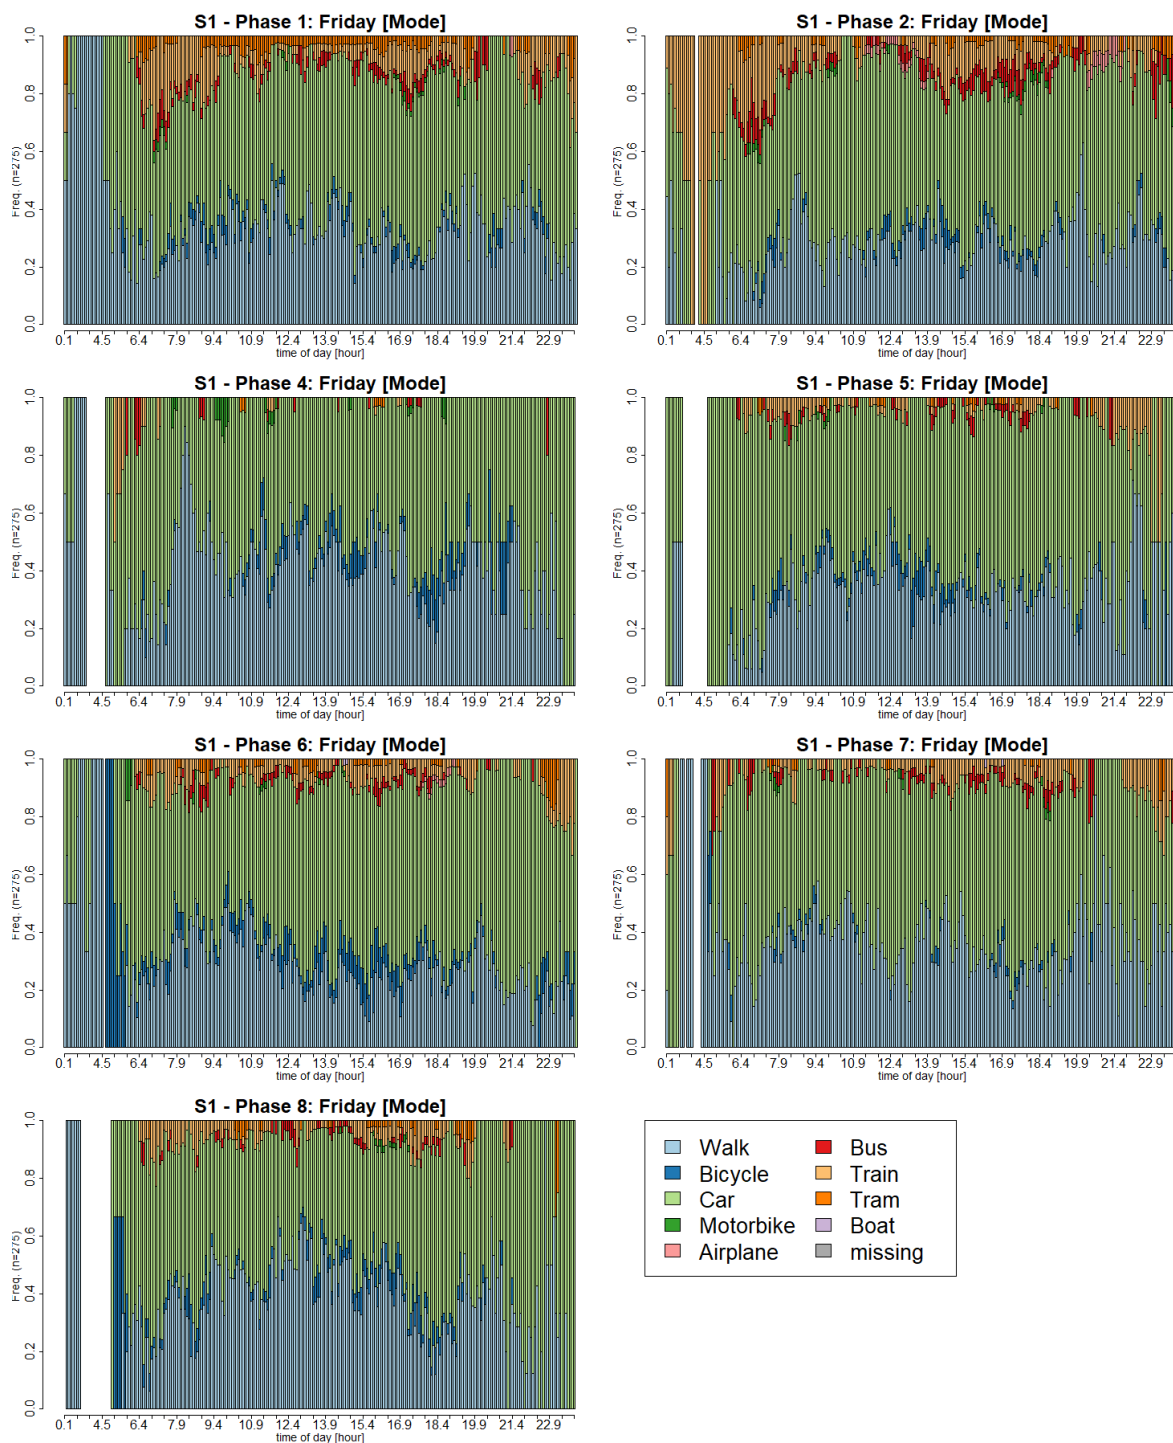 S1 - Phase 1: Friday [Mode]
Freq. (n=275)
0.0 0.2 0.4 0.6 0.8 1.0
0.1 4.5 6.4 7.9 9.4 10.9 12.4 13.9 15.4 16.9 18.4 19.9 21.4 22.9
time of day [hour]
S1 - Phase 2: Friday [Mode]
Freq. (n=275)
0.0 0.2 0.4 0.6 0.8 1.0
0.1 4.5 6.4 7.9 9.4 10.9 12.4 13.9 15.4 16.9 18.4 19.9 21.4 22.9
time of day [hour]
S1 - Phase 4: Friday [Mode]
Freq. (n=275)
0.0 0.2 0.4 0.6 0.8 1.0
0.1 4.5 6.4 7.9 9.4 10.9 12.4 13.9 15.4 16.9 18.4 19.9 21.4 22.9
time of day [hour]
S1 - Phase 5: Friday [Mode]
Freq. (n=275)
0.0 0.2 0.4 0.6 0.8 1.0
0.1 4.5 6.4 7.9 9.4 10.9 12.4 13.9 15.4 16.9 18.4 19.9 21.4 22.9
time of day [hour]
S1 - Phase 6: Friday [Mode]
Freq. (n=275)
0.0 0.2 0.4 0.6 0.8 1.0
0.1 4.5 6.4 7.9 9.4 10.9 12.4 13.9 15.4 16.9 18.4 19.9 21.4 22.9
time of day [hour]
S1 - Phase 7: Friday [Mode]
Freq. (n=275)
0.0 0.2 0.4 0.6 0.8 1.0
0.1 4.5 6.4 7.9 9.4 10.9 12.4 13.9 15.4 16.9 18.4 19.9 21.4 22.9
time of day [hour]
S1 - Phase 8: Friday [Mode]
Freq. (n=275)
0.0 0.2 0.4 0.6 0.8 1.0
0.1 4.5 6.4 7.9 9.4 10.9 12.4 13.9 15.4 16.9 18.4 19.9 21.4 22.9
time of day [hour]
Walk Bus
Bicycle Train
Car Tram
Motorbike Boat
Airplane missing